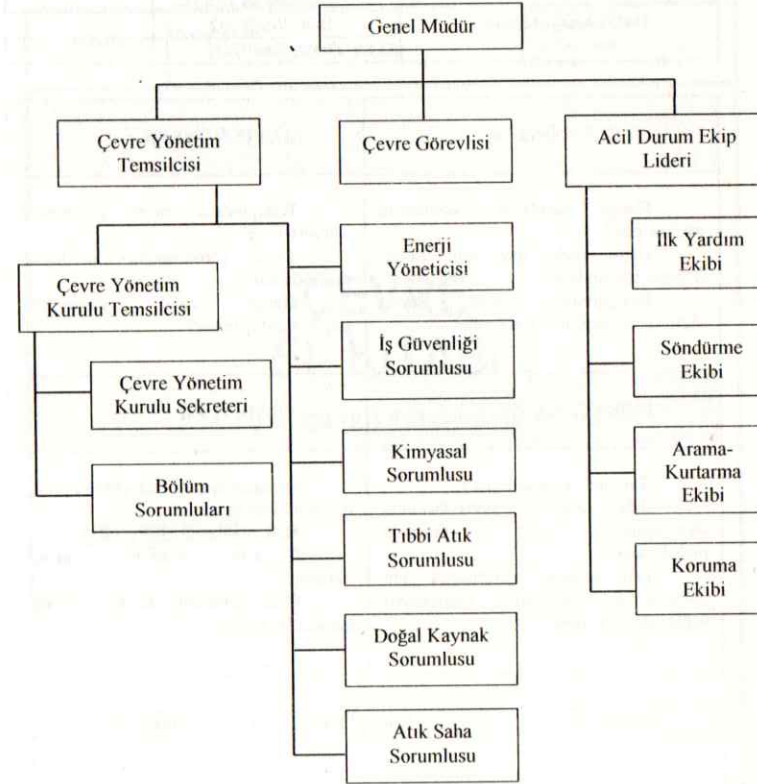 Genel Müdür
Çevre Yönetim
Temsilcisi
Çevre Görevlisi
Acil Durum Ekip
Lideri
Çevre Yönetim
Kurulu Temsilcisi
Çevre Yönetim
Kurulu Sekreteri
Bölüm
Sorumluları
Enerji
Yöneticisi
İş Güvenliği
Sorumlusu
Kimyasal
Sorumlusu
Tıbbi Atık
Sorumlusu
Doğal Kaynak
Sorumlusu
Atık Saha
Sorumlusu
İlk Yardım
Ekibi
Söndürme
Ekibi
Arama-
Kurtarma
Ekibi
Koruma
Ekibi